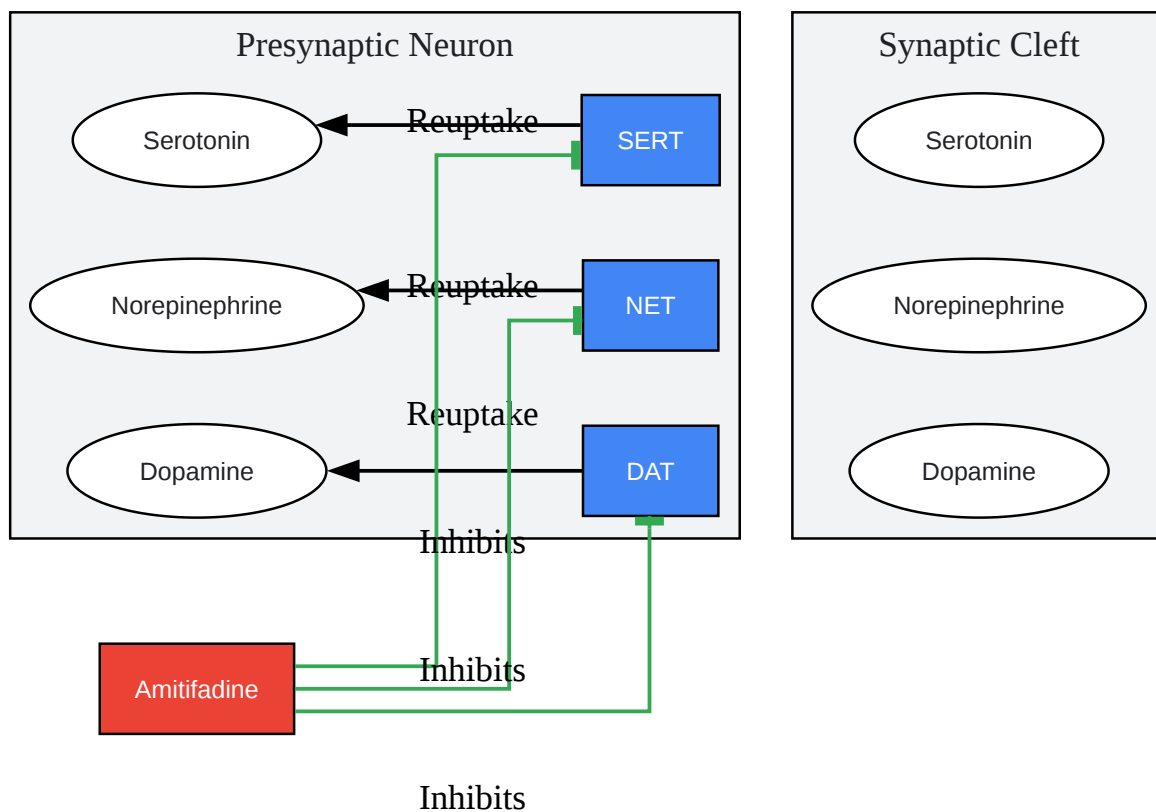 Presynaptic Neuron
Synaptic Cleft
Serotonin
Reuptake
SERT
Serotonin
Norepinephrine
Reuptake
NET
Norepinephrine
Reuptake
Dopamine
DAT
Dopamine
Inhibits
Inhibits
Amitifadine
Inhibits